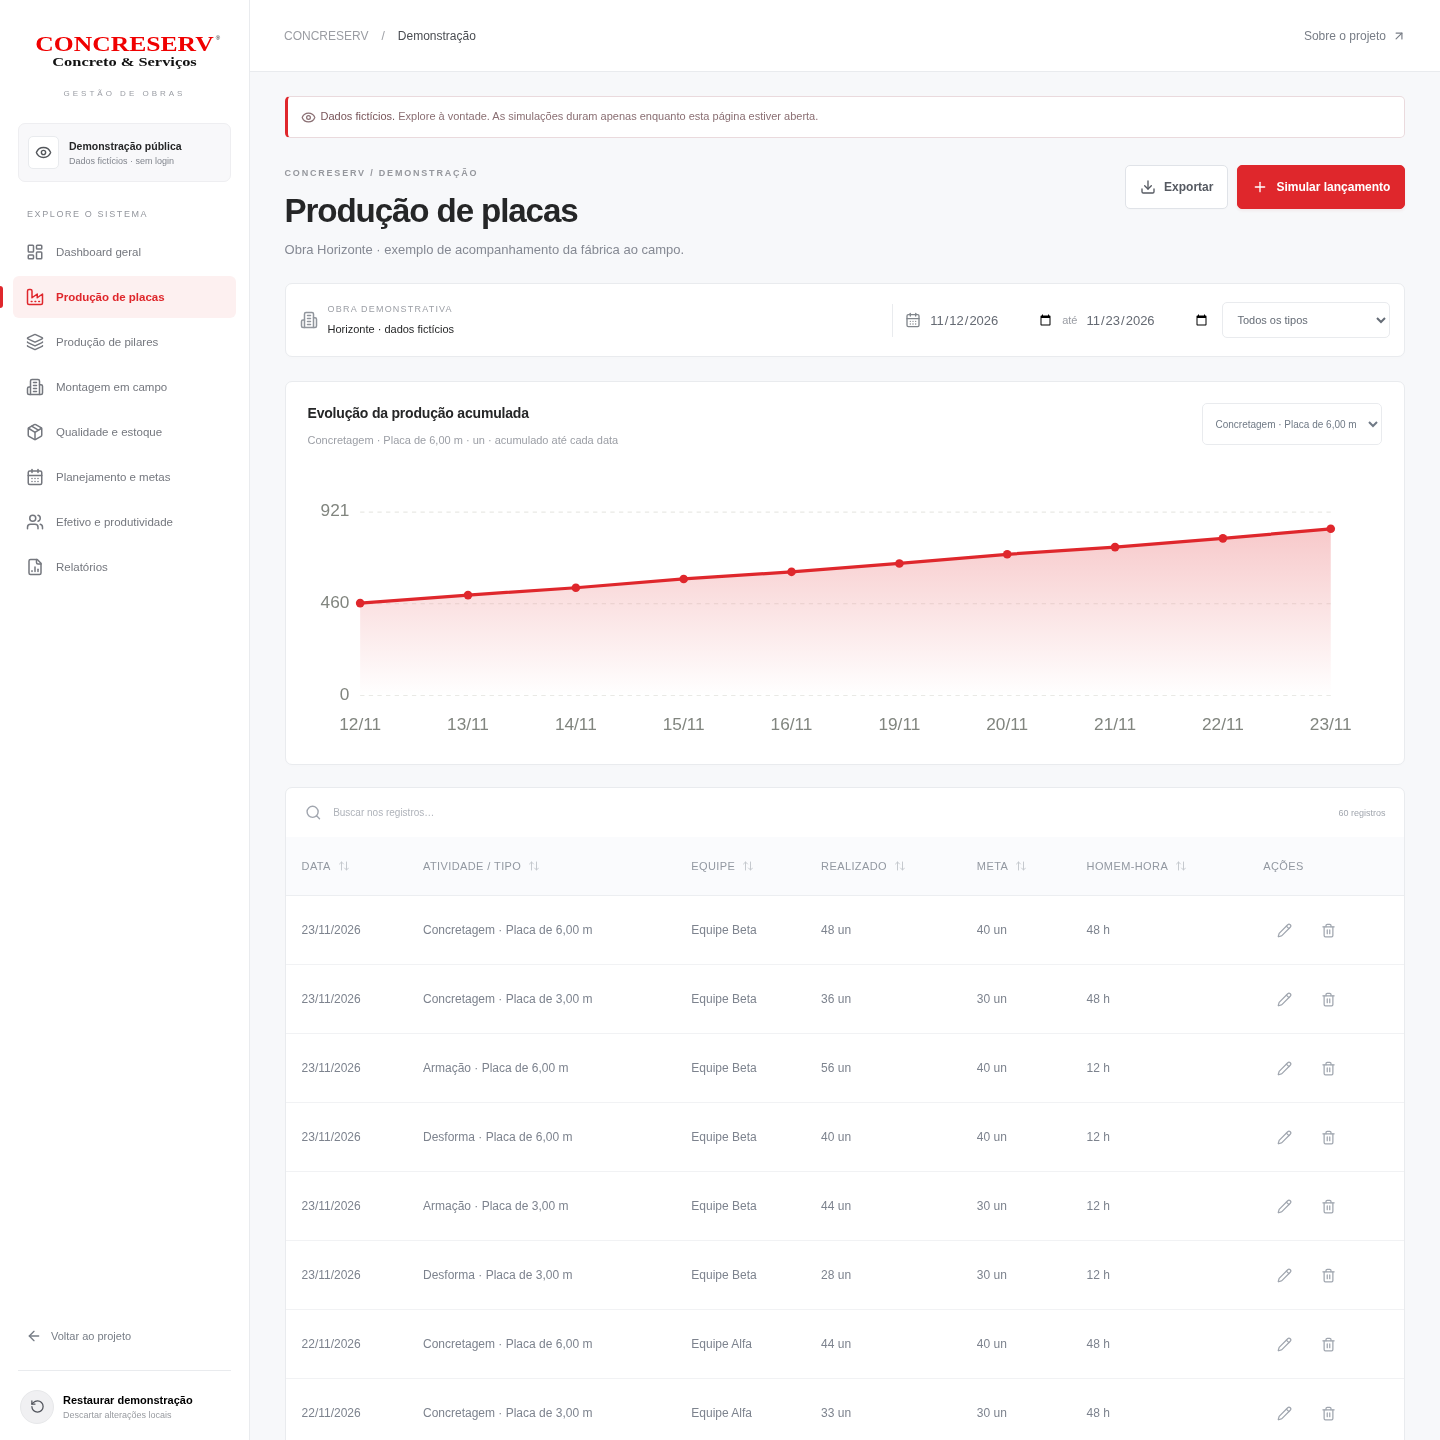 CONCRESERV®
Concreto & Serviços
GESTÃO DE OBRAS
Demonstração pública
Dados fictícios · sem login
EXPLORE O SISTEMA
Dashboard geral
Produção de placas
Produção de pilares
Montagem em campo
Qualidade e estoque
Planejamento e metas
Efetivo e produtividade
Relatórios
Voltar ao projeto
Restaurar demonstração
Descartar alterações locais
CONCRESERV / Demonstração
Sobre o projeto
Dados fictícios. Explore à vontade. As simulações duram apenas enquanto esta página estiver aberta.
CONCRESERV / DEMONSTRAÇÃO
Produção de placas
Obra Horizonte · exemplo de acompanhamento da fábrica ao campo.
Exportar
Simular lançamento
OBRA DEMONSTRATIVA
Horizonte · dados fictícios
11/12/2026 até 11/23/2026 Todos os tipos
Evolução da produção acumulada
Concretagem · Placa de 6,00 m · un · acumulado até cada data
Concretagem · Placa de 6,00 m
921
460
0
12/11 13/11 14/11 15/11 16/11 19/11 20/11 21/11 22/11 23/11
Buscar nos registros… 60 registros
DATA ATIVIDADE / TIPO EQUIPE REALIZADO META HOMEM-HORA AÇÕES
23/11/2026 Concretagem · Placa de 6,00 m Equipe Beta 48 un 40 un 48 h
23/11/2026 Concretagem · Placa de 3,00 m Equipe Beta 36 un 30 un 48 h
23/11/2026 Armação · Placa de 6,00 m Equipe Beta 56 un 40 un 12 h
23/11/2026 Desforma · Placa de 6,00 m Equipe Beta 40 un 40 un 12 h
23/11/2026 Armação · Placa de 3,00 m Equipe Beta 44 un 30 un 12 h
23/11/2026 Desforma · Placa de 3,00 m Equipe Beta 28 un 30 un 12 h
22/11/2026 Concretagem · Placa de 6,00 m Equipe Alfa 44 un 40 un 48 h
22/11/2026 Concretagem · Placa de 3,00 m Equipe Alfa 33 un 30 un 48 h